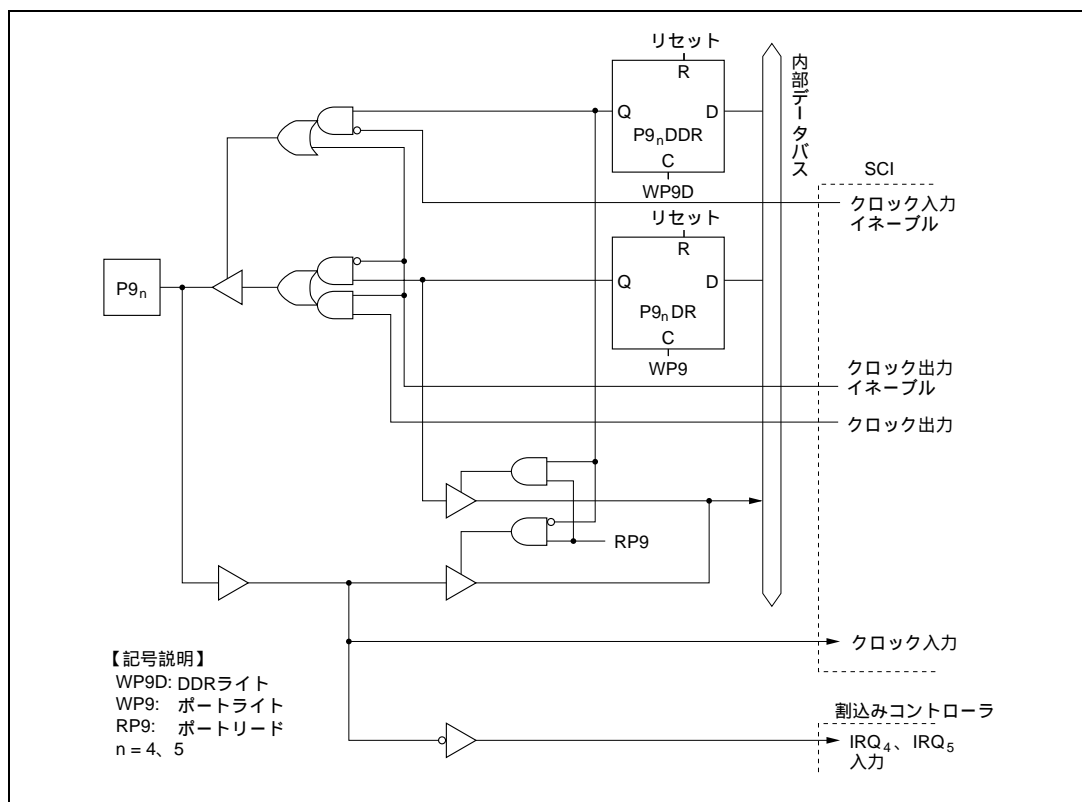 リセット
R
Q
D
P9nDDR
C
WP9D
内部データバス
SCI
クロック入力
イネーブル
リセット
R
Q
D
P9nDR
C
WP9
P9n
クロック出力
イネーブル
クロック出力
RP9
クロック入力
【記号説明】
WP9D: DDRライト
WP9: ポートライト
RP9: ポートリード
n = 4、5
割込みコントローラ
IRQ4、IRQ5
入力